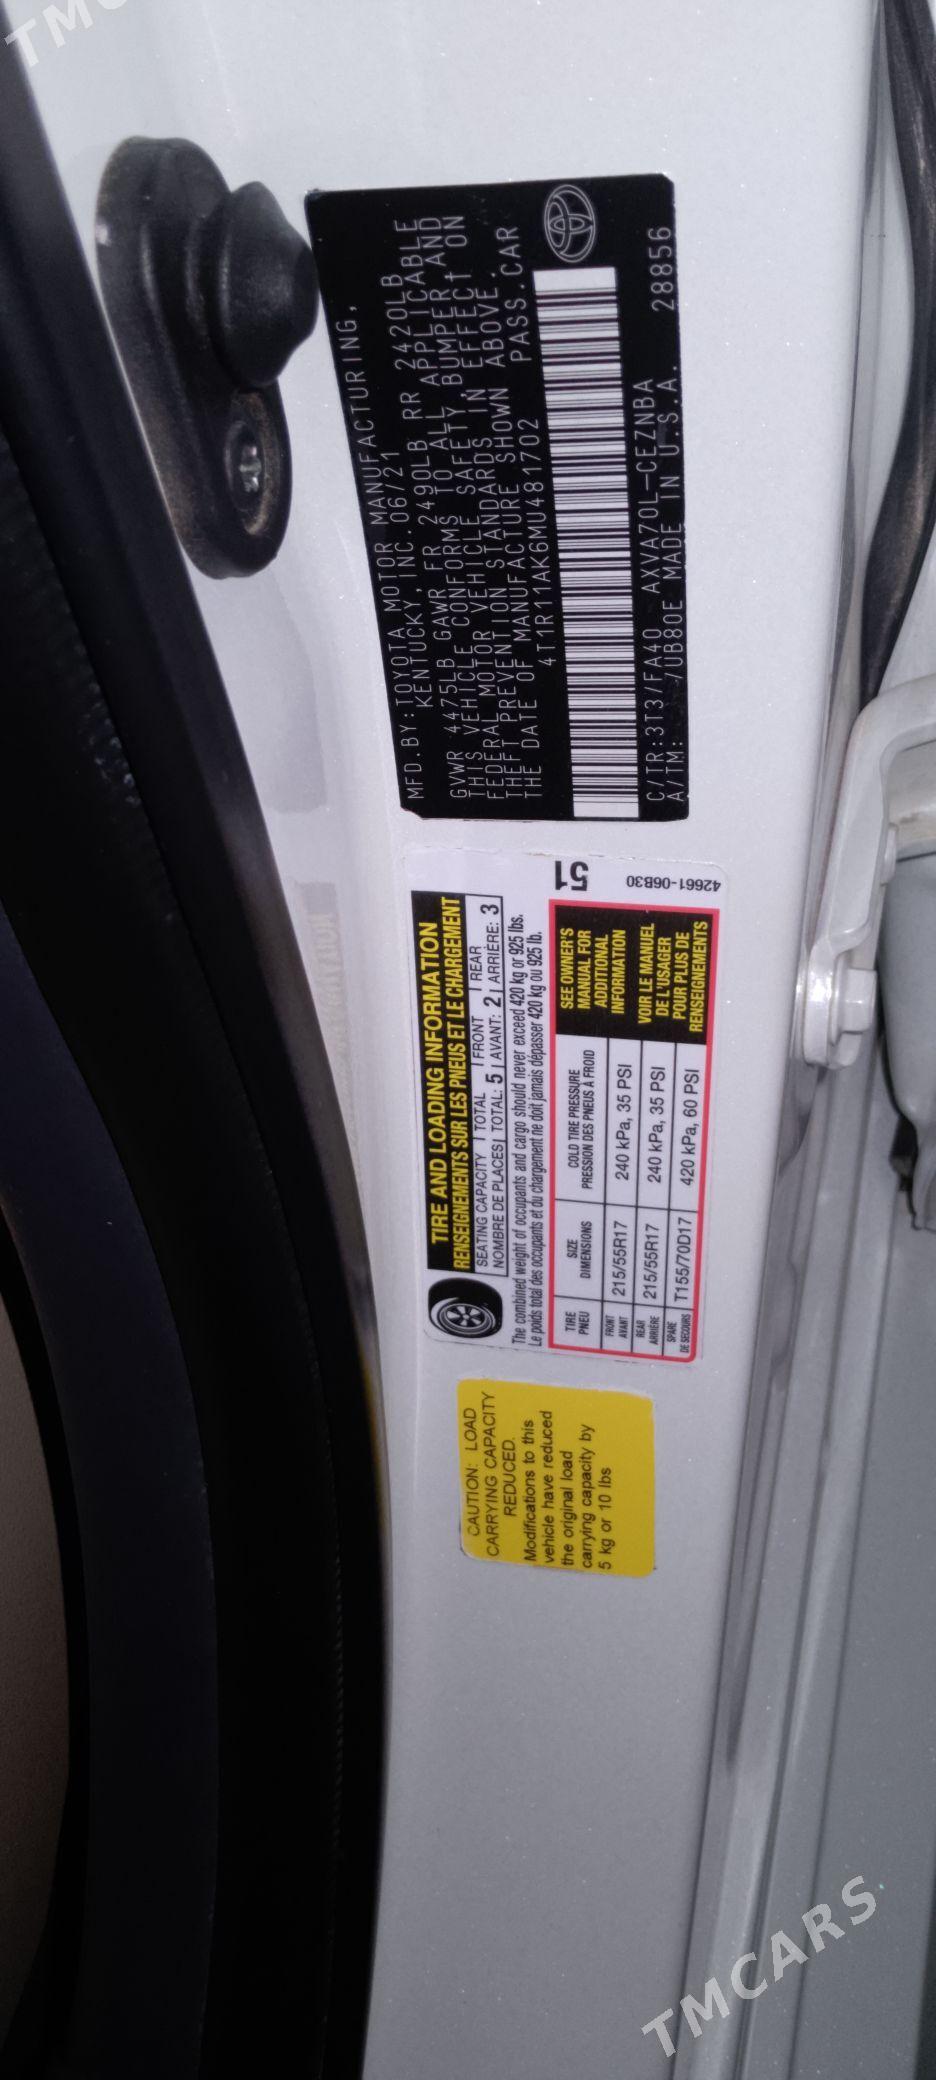 MFD.BY:TOYOTA MOTOR MANUFACTURING,
KENTUCKY,INC.06/21
GVWR 4475LB GAWR FR 2490LB RR 2420LB
THIS VEHICLE CONFORMS TO ALL APPLICABLE
FEDERAL MOTOR VEHICLE SAFETY, BUMPER, AND
THEFT PREVENTION STANDARDS IN EFFECT ON
THE DATE OF MANUFACTURE SHOWN ABOVE.
4T1R11AK6MU481702 PASS.CAR
C/TR:3T3/FA40 AXVA70L-CEZNBA
A/TM: /UB80E MADE IN U.S.A. 28856
TIRE AND LOADING INFORMATION
RENSEIGNEMENTS SUR LES PNEUS ET LE CHARGEMENT
SEATING CAPACITY TOTAL FRONT REAR
NOMBRE DE PLACES TOTAL: 5 AVANT: 2 ARRIÈRE: 3
The combined weight of occupants and cargo should never exceed 420 kg or 925 lbs.
Le poids total des occupants et du chargement ne doit jamais dépasser 420 kg ou 925 lb.
TIRE SIZE COLD TIRE PRESSURE
PNEU DIMENSIONS PRESSION DES PNEUS À FROID
FRONT
AVANT 215/55R17 240 kPa, 35 PSI
REAR
ARRIÈRE 215/55R17 240 kPa, 35 PSI
SPARE
DE SECOURS T155/70D17 420 kPa, 60 PSI
SEE OWNER'S
MANUAL FOR
ADDITIONAL
INFORMATION
VOIR LE MANUEL
DE L'USAGER
POUR PLUS DE
RENSEIGNEMENTS
51
42661-06B30
CAUTION: LOAD
CARRYING CAPACITY
REDUCED.
Modifications to this
vehicle have reduced
the original load
carrying capacity by
5 kg or 10 lbs
TMCARS